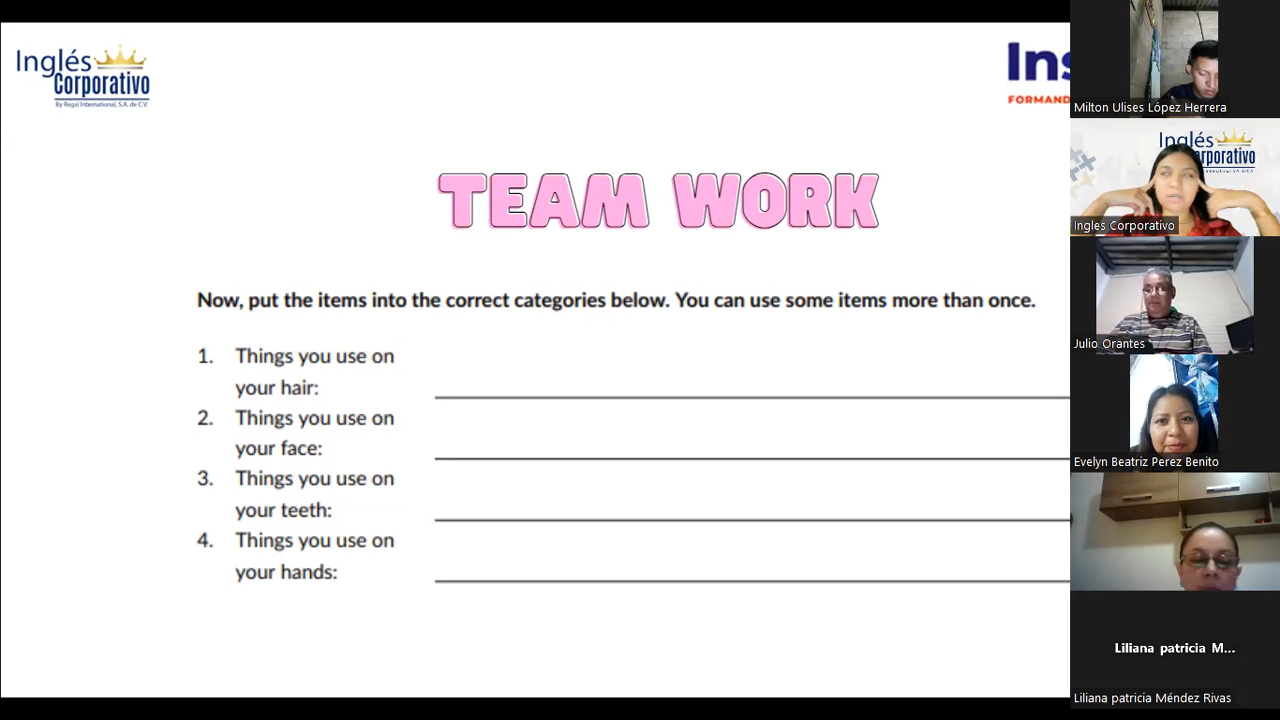 Inglés
Corporativo
By Regal International, S.A. de C.V.
FORMAND
TEAM WORK
Now, put the items into the correct categories below. You can use some items more than once.
1. Things you use on
your hair:
2. Things you use on
your face:
3. Things you use on
your teeth:
4. Things you use on
your hands:
Milton Ulises López Herrera
Inglés
orporativo
Ingles Corporativo
Julio Orantes
Evelyn Beatriz Perez Benito
Liliana patricia M...
Liliana patricia Méndez Rivas